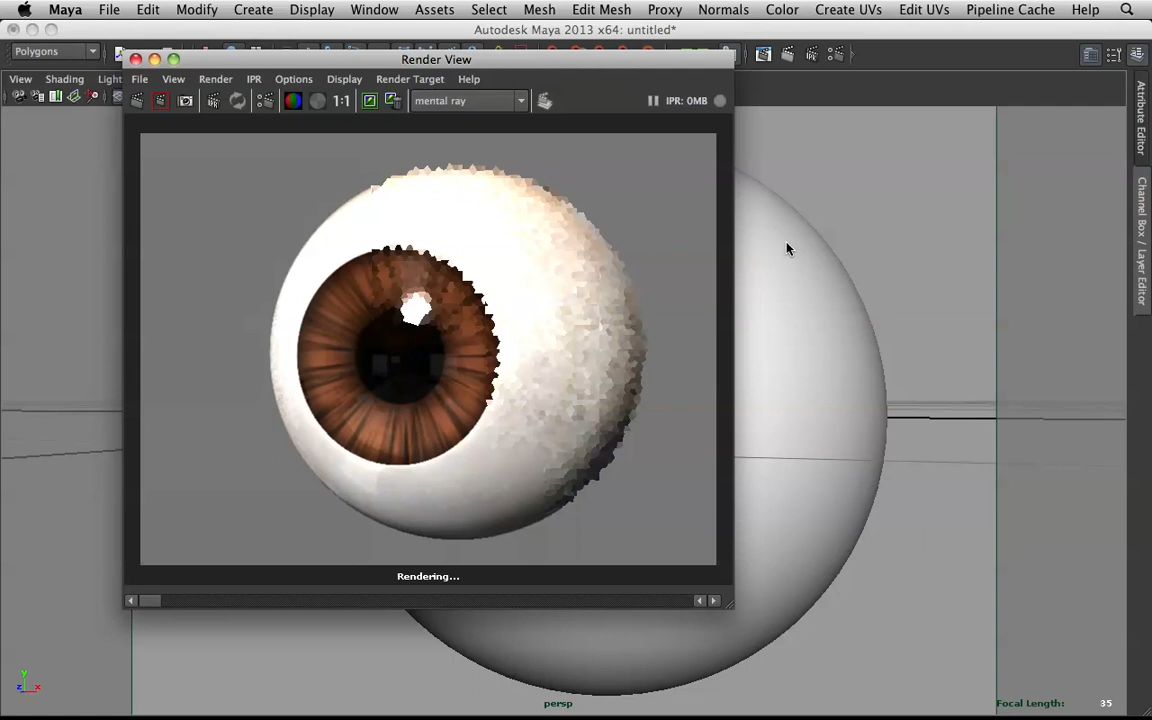 Maya File Edit Modify Create Display Window Assets Select Mesh Edit Mesh Proxy Normals Color Create UVs Edit UVs Pipeline Cache Help
Autodesk Maya 2013 x64: untitled*
Polygons
Render View
View Shading Light
File View Render IPR Options Display Render Target Help
1:1 mental ray IPR: 0MB
Attribute Editor
Channel Box / Layer Editor
Rendering...
y
z x
persp
Focal Length: 35